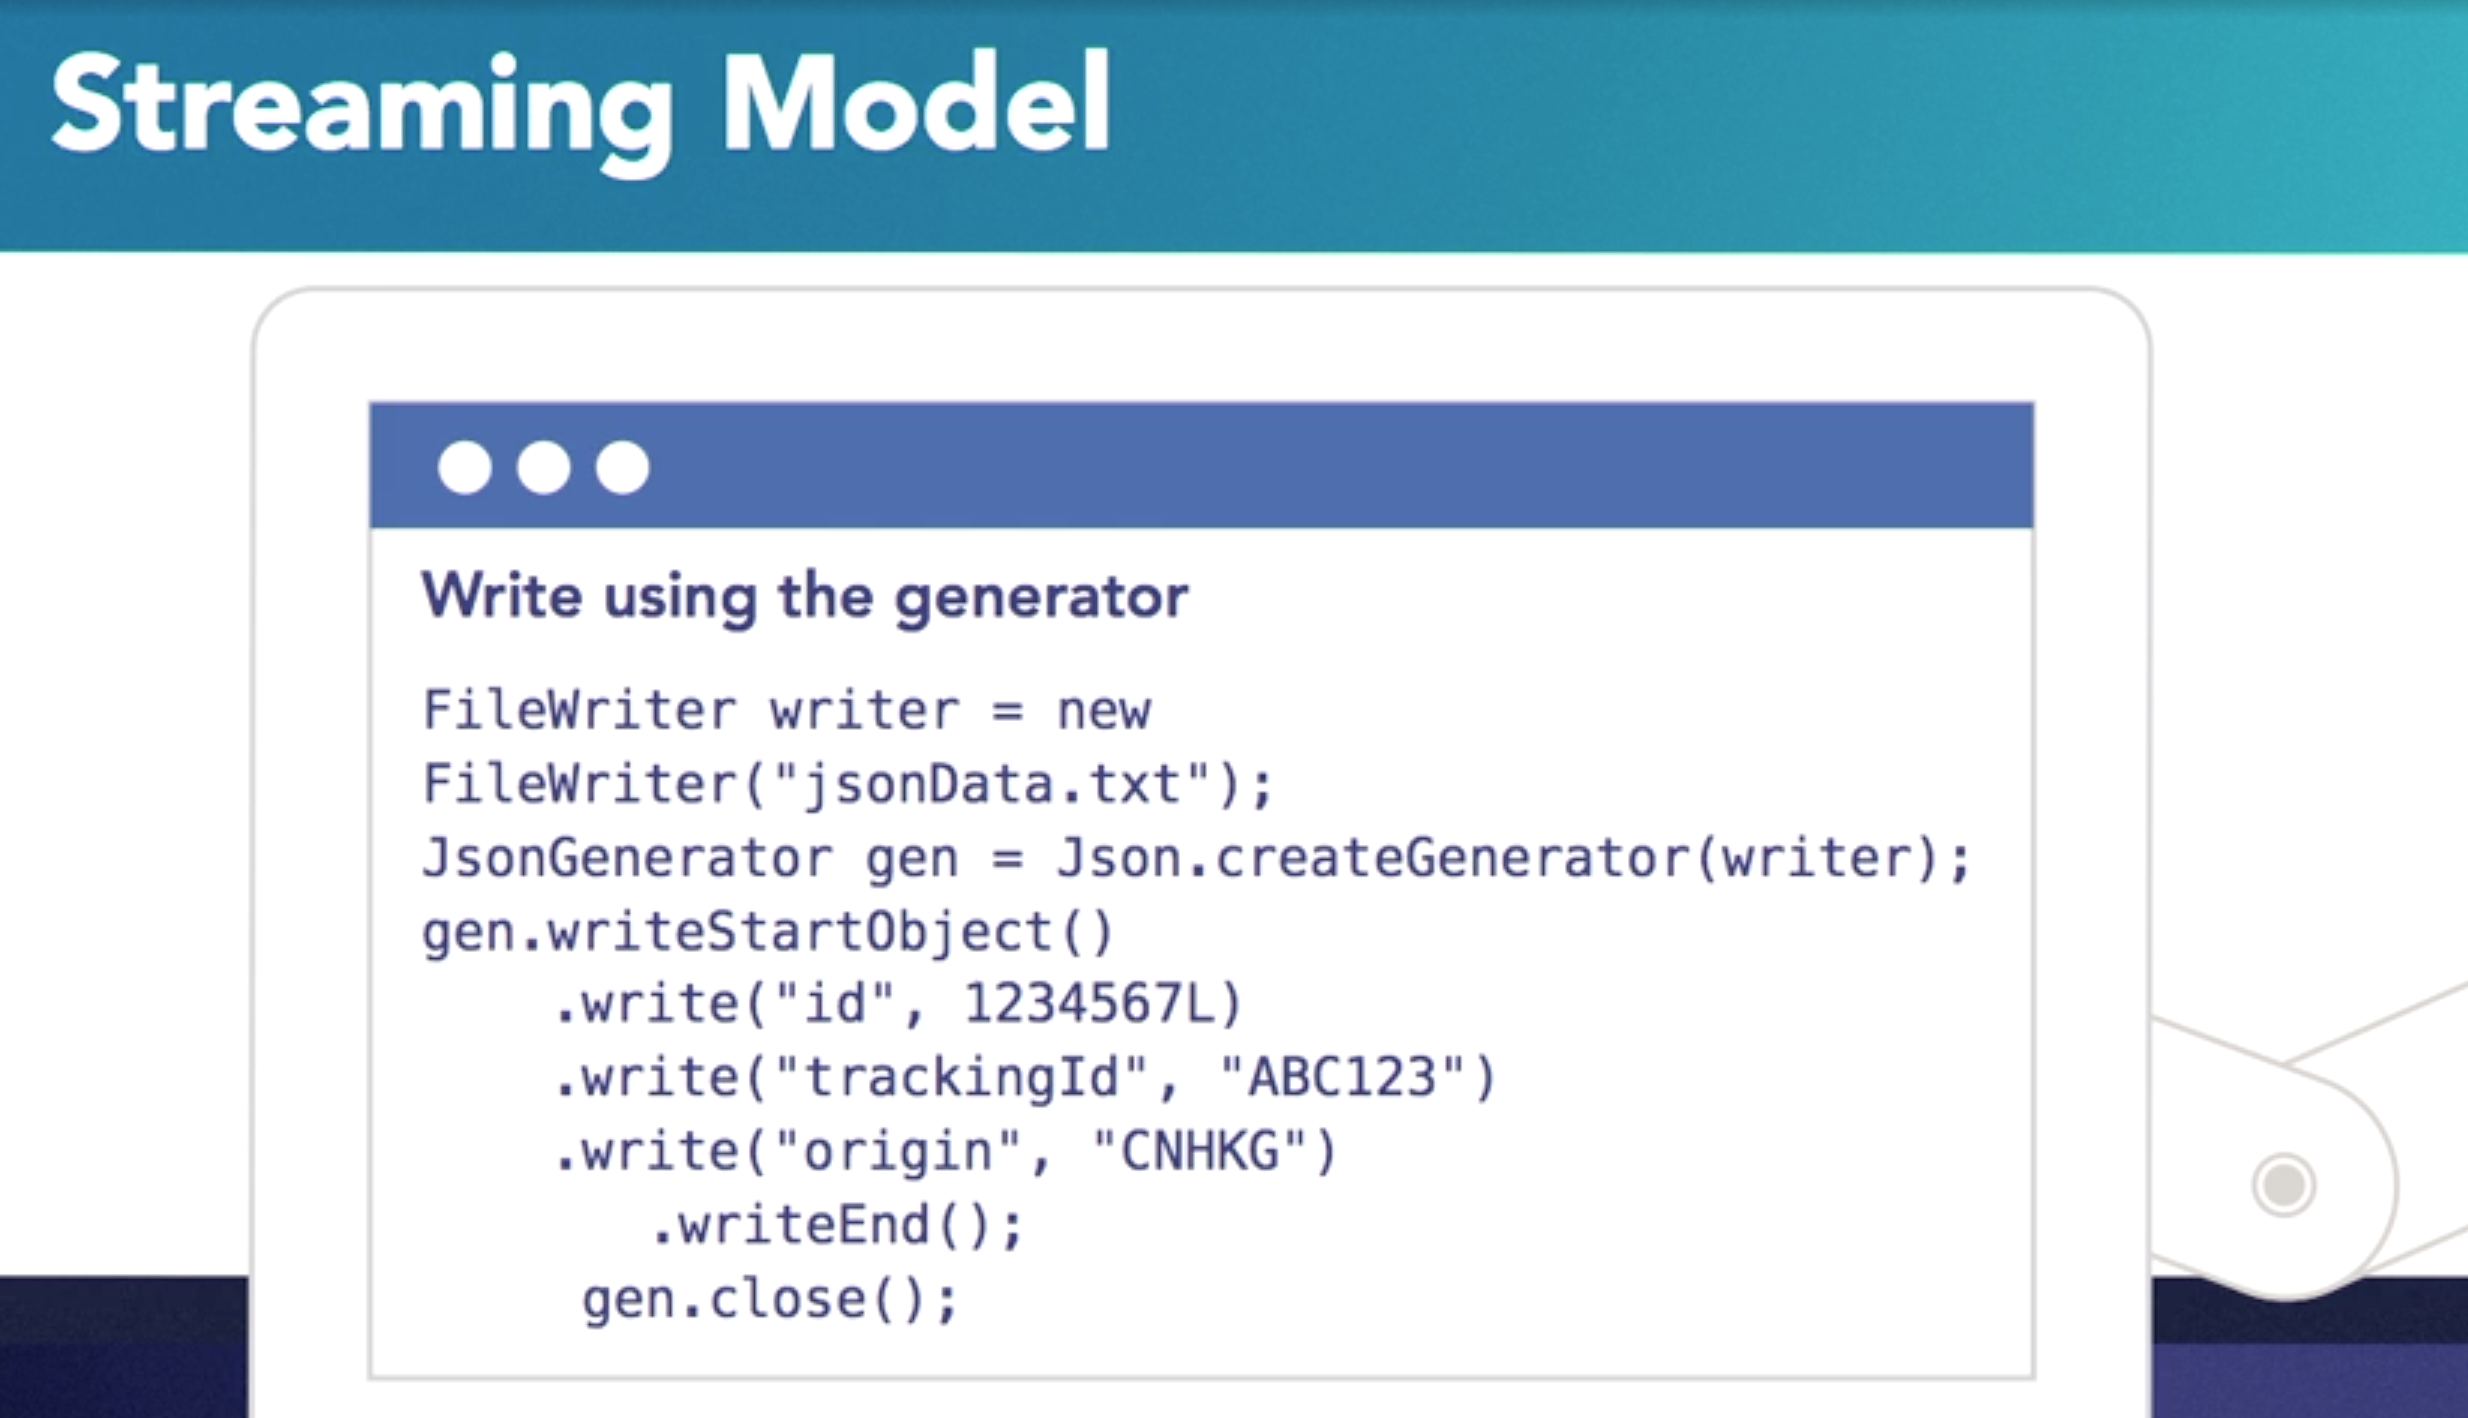 Streaming Model
Write using the generator
FileWriter writer = new
FileWriter("jsonData.txt");
JsonGenerator gen = Json.createGenerator(writer);
gen.writeStartObject()
.write("id", 1234567L)
.write("trackingId", "ABC123")
.write("origin", "CNHKG")
.writeEnd();
gen.close();